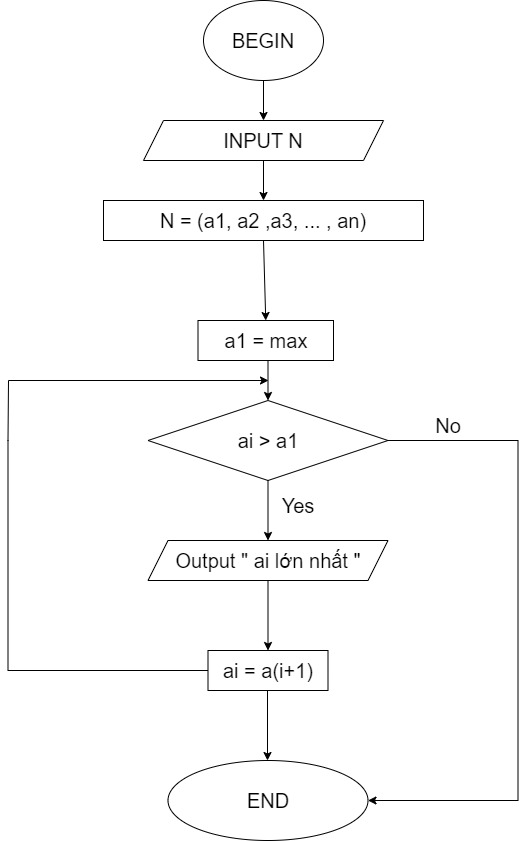 BEGIN
INPUT N
N = (a1, a2 ,a3, ... , an)
a1 = max
ai > a1
No
Yes
Output " ai lớn nhất "
ai = a(i+1)
END